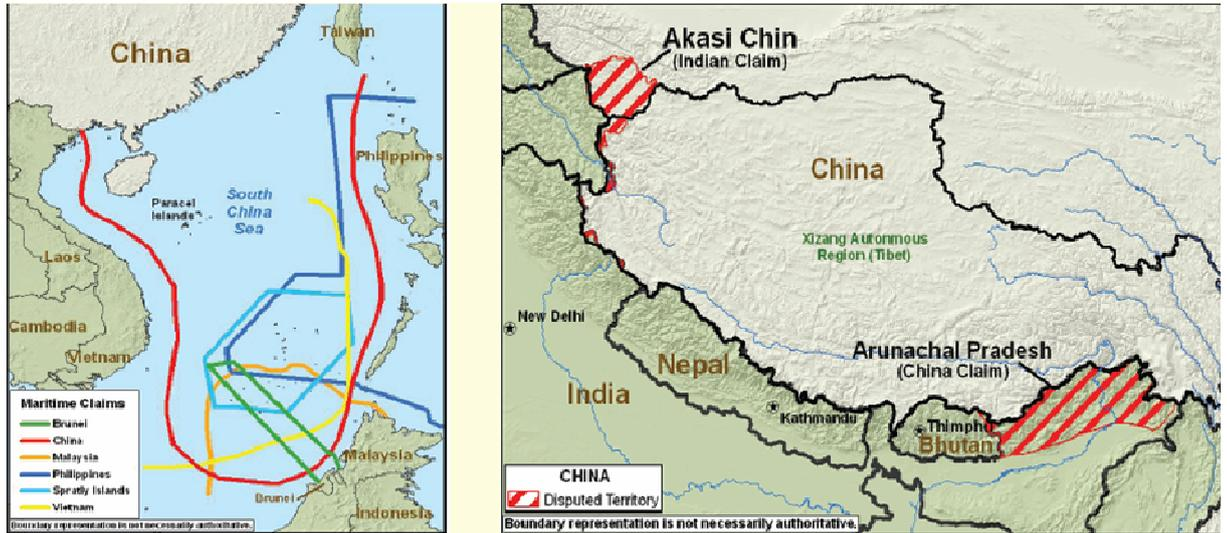 China
Taiwan
Philippines
South
China
Sea
Paracel
Islands
Laos
Cambodia
Vietnam
Malaysia
Brunei
Indonesia
Maritime Claims
Brunei
China
Malaysia
Philippines
Spratly Islands
Vietnam
Boundary representation is not necessarily authoritative.
Akasi Chin
(Indian Claim)
China
Xizang Autonmous
Region (Tibet)
New Delhi
Nepal
India
Kathmandu
Arunachal Pradesh
(China Claim)
Thimphu
Bhutan
CHINA
Disputed Territory
Boundary representation is not necessarily authoritative.